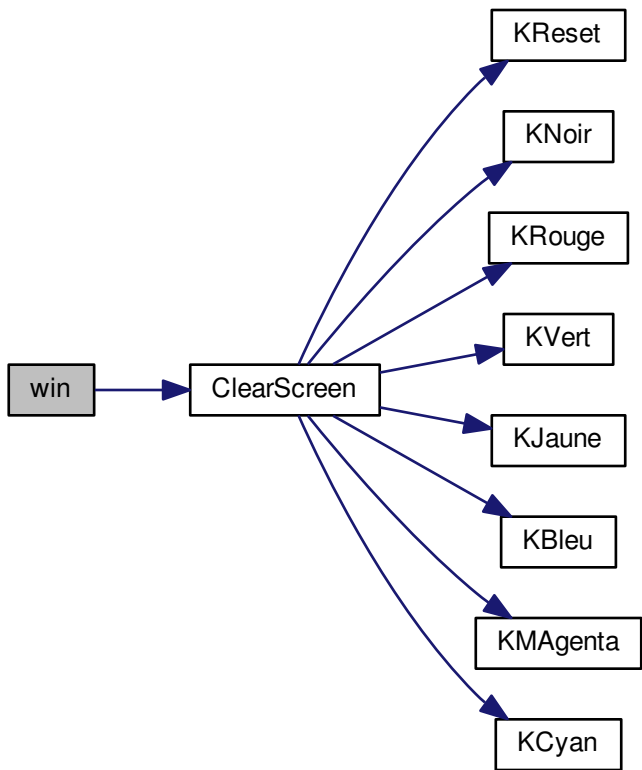 KReset
KNoir
KRouge
KVert
win
ClearScreen
KJaune
KBleu
KMAgenta
KCyan